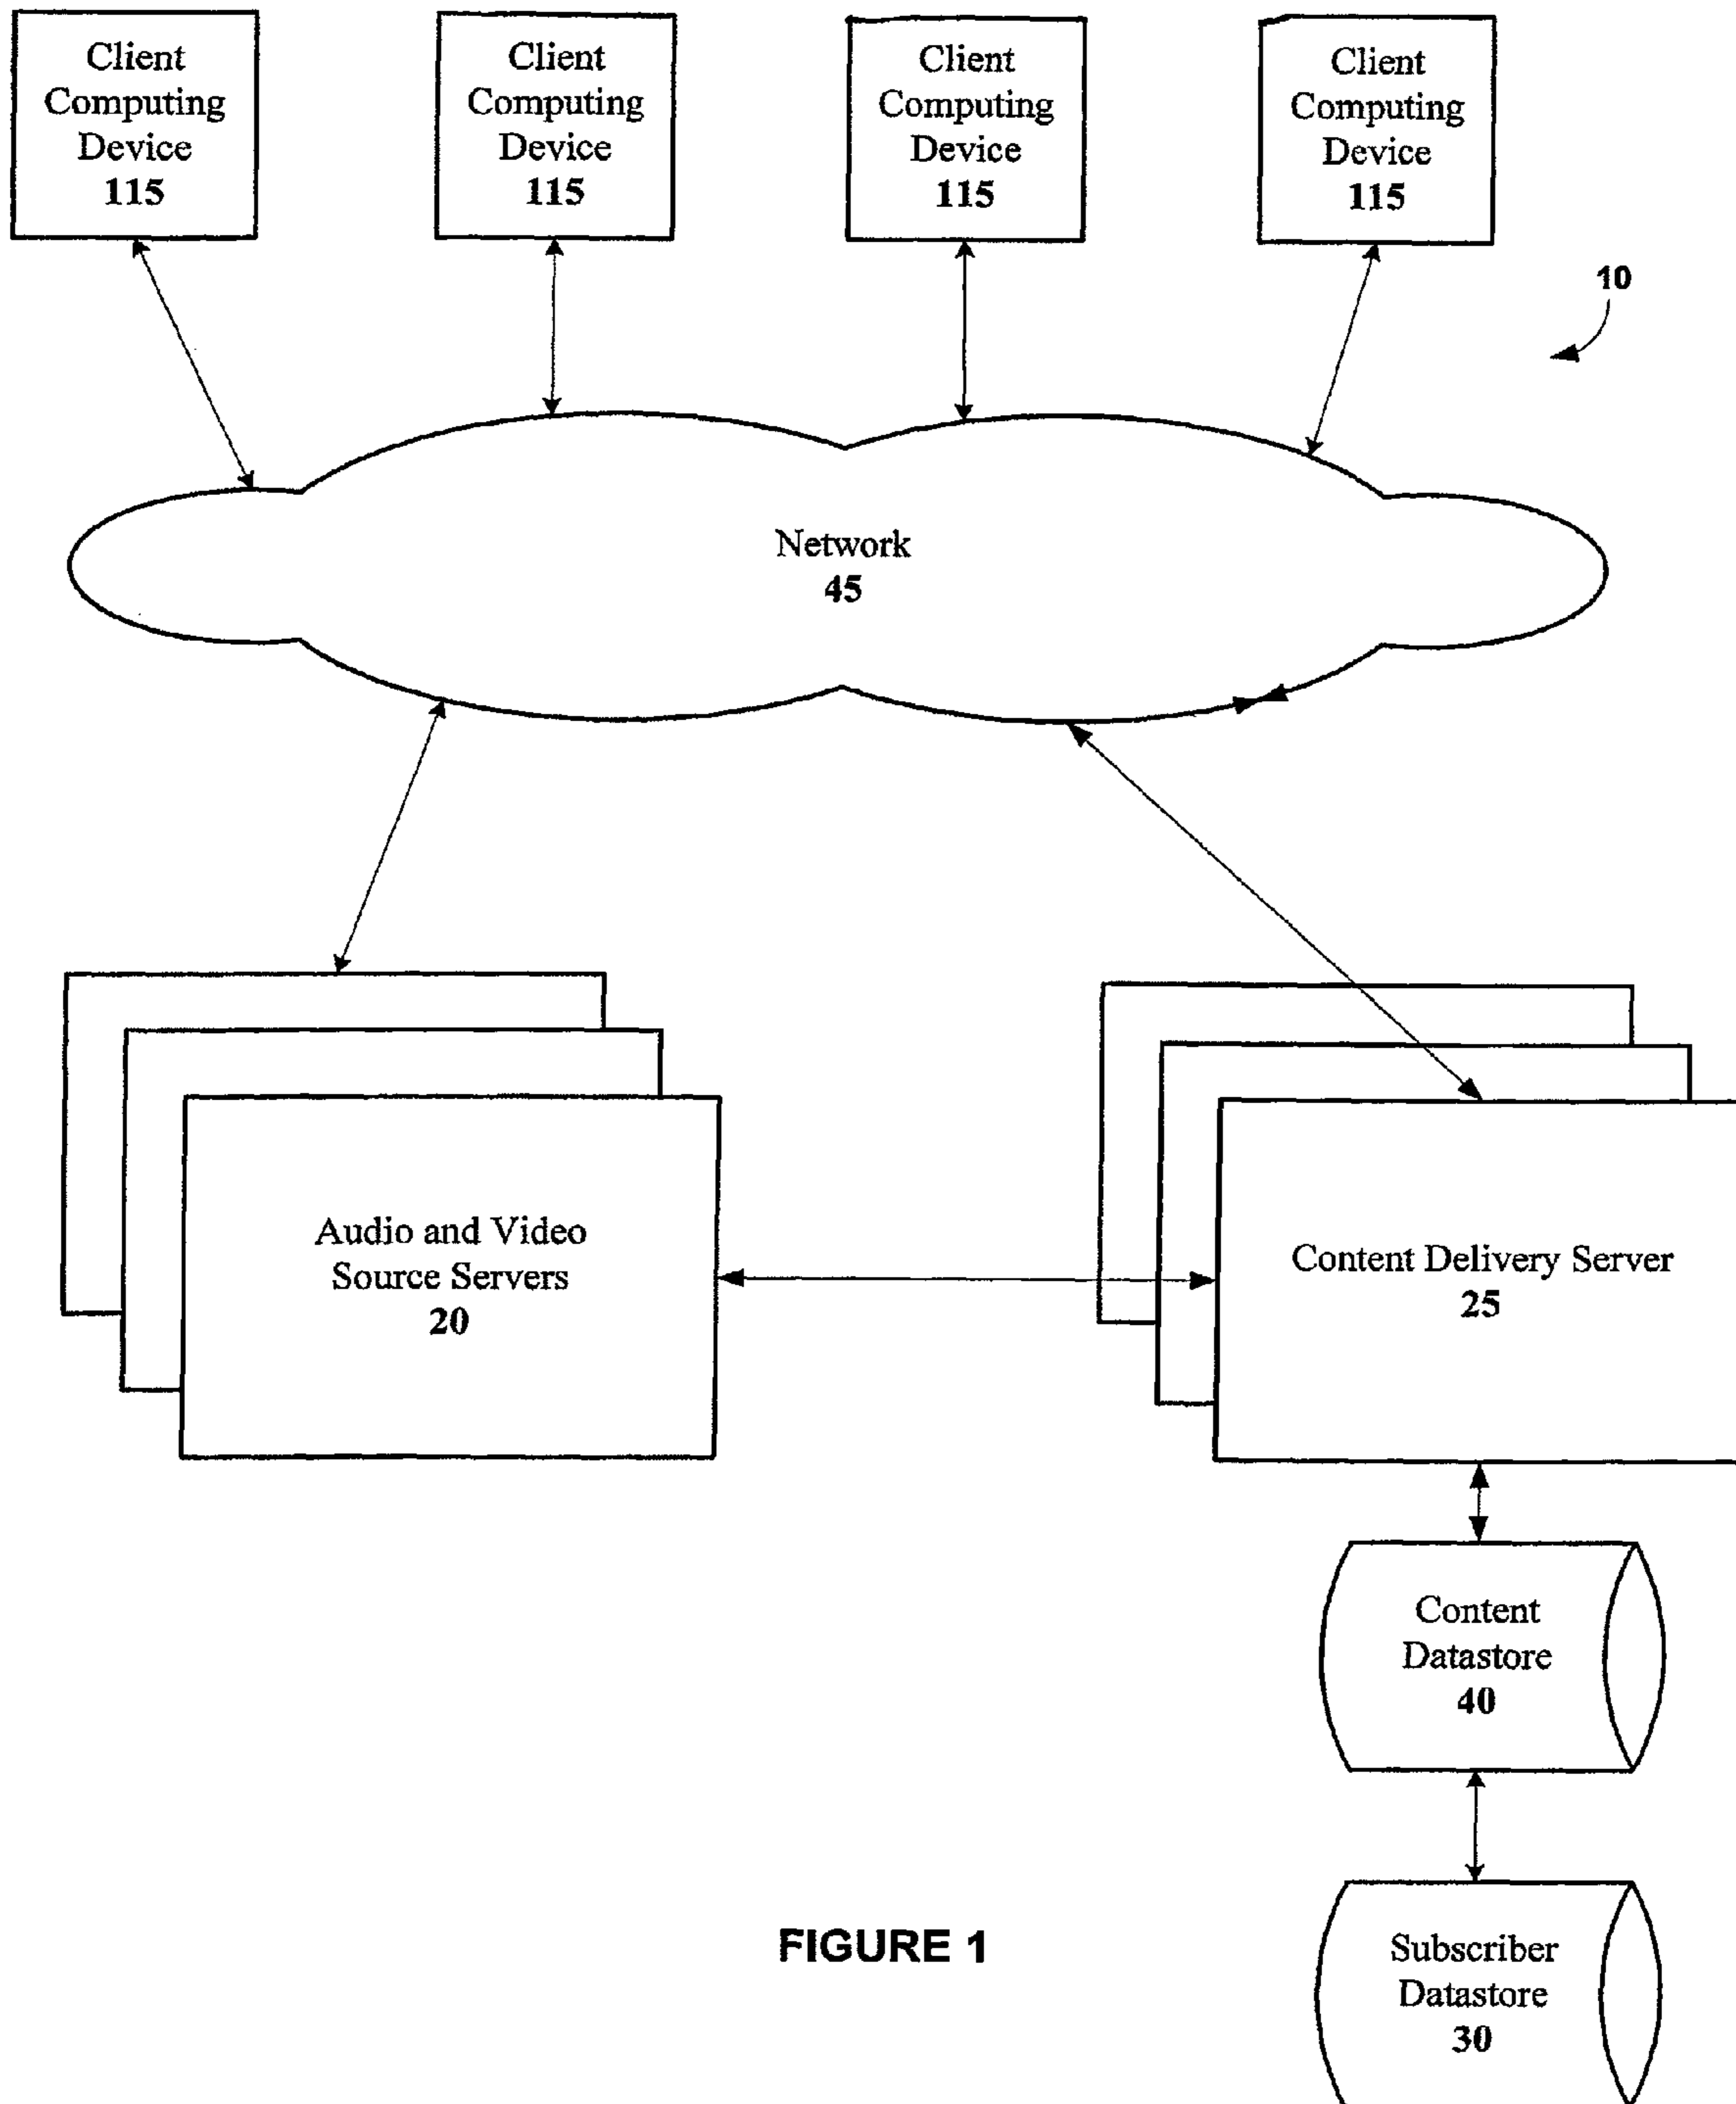 Client
Computing
Device
115
Client
Computing
Device
115
Client
Computing
Device
115
Client
Computing
Device
115
10
Network
45
Audio and Video
Source Servers
20
Content Delivery Server
25
Content
Datastore
40
FIGURE 1
Subscriber
Datastore
30